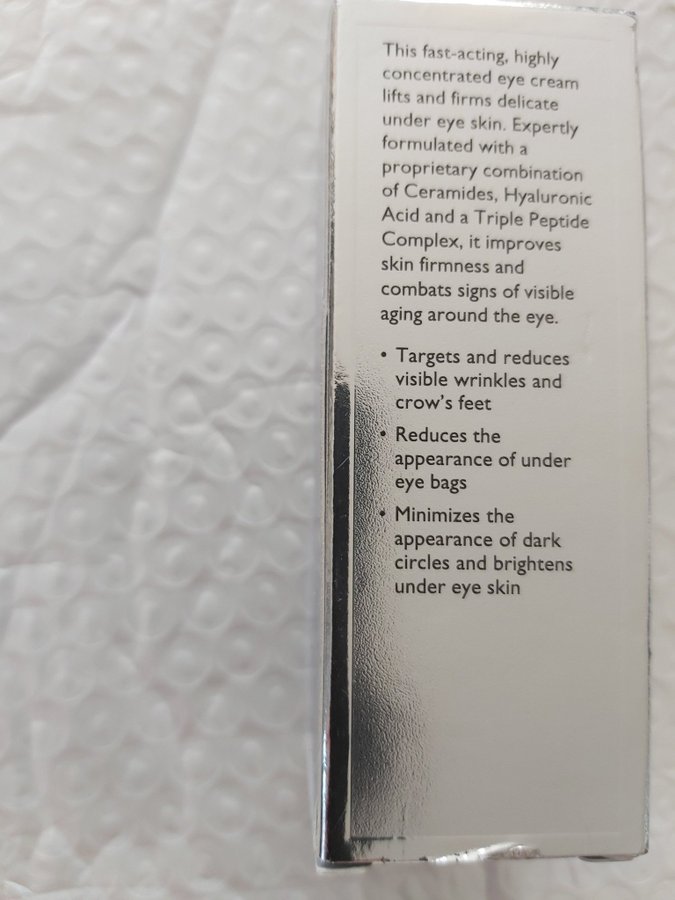 This fast-acting, highly
concentrated eye cream
lifts and firms delicate
under eye skin. Expertly
formulated with a
proprietary combination
of Ceramides, Hyaluronic
Acid and a Triple Peptide
Complex, it improves
skin firmness and
combats signs of visible
aging around the eye.
• Targets and reduces
visible wrinkles and
crow's feet
• Reduces the
appearance of under
eye bags
• Minimizes the
appearance of dark
circles and brightens
under eye skin